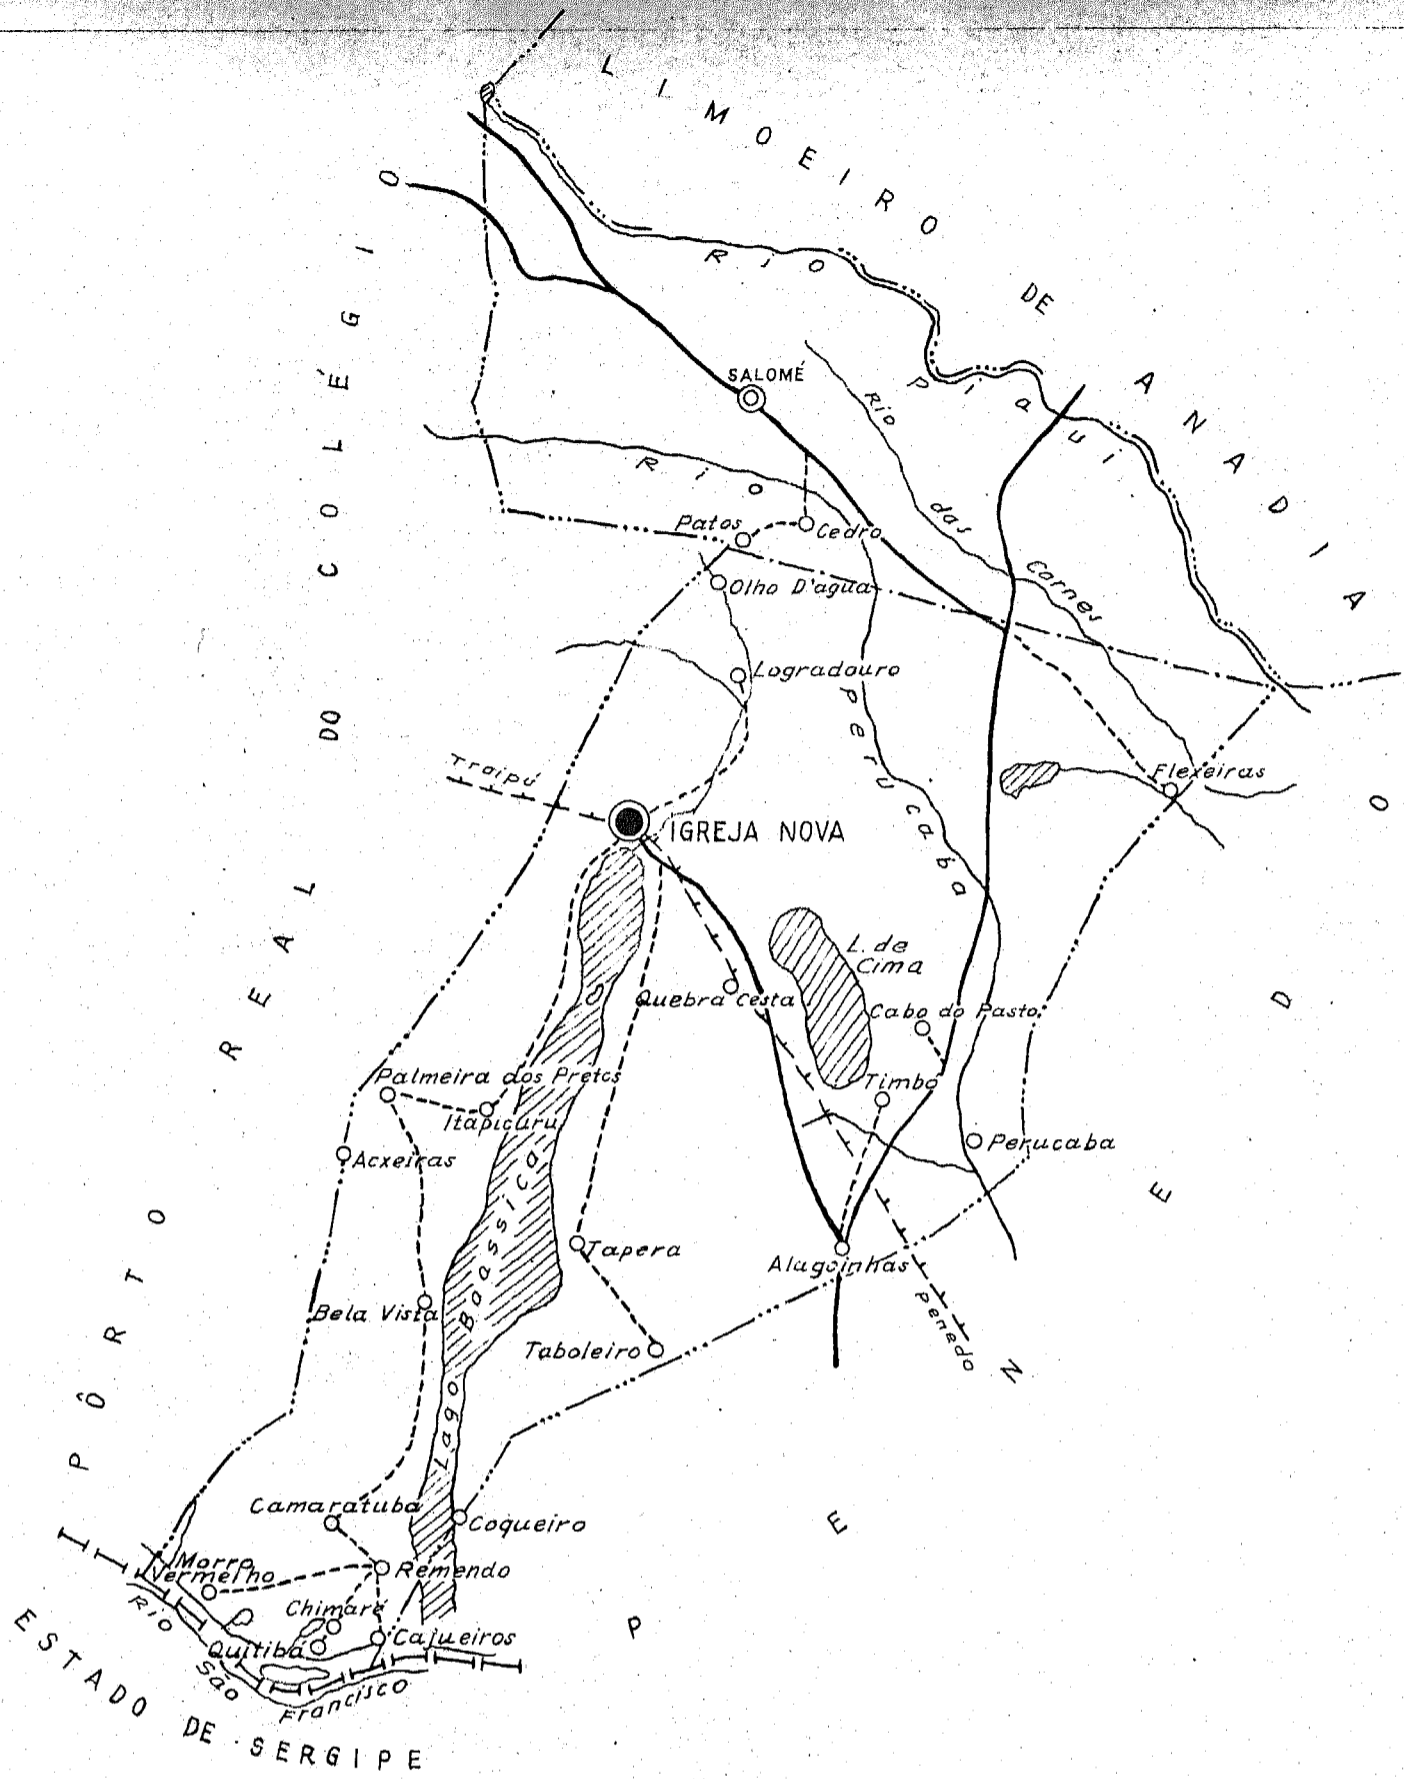 LIMOEIRO DE ANADIA
PÔRTO REAL DO COLÉGIO
Rio Piauí
SALOMÉ
Rio das Cornes
Rio Perucaba
Patos
Cedro
Olho D'agua
Logradouro
Traipú
Flexeiras
IGREJA NOVA
L. de
Cima
Quebra Cesta
Cabo do Pasto
Palmeira dos Pretos
Timbó
Itapicuru
Perucaba
Acxeiras
Lago Boassica
Tapera
Alagoinhas
Bela Vista
Penedo
Taboleiro
PENEDO
Camaratuba
Coqueiro
Morro
Vermelho
Remendo
Chimaré
Quitibá
Cajueiros
Rio São Francisco
ESTADO DE SERGIPE